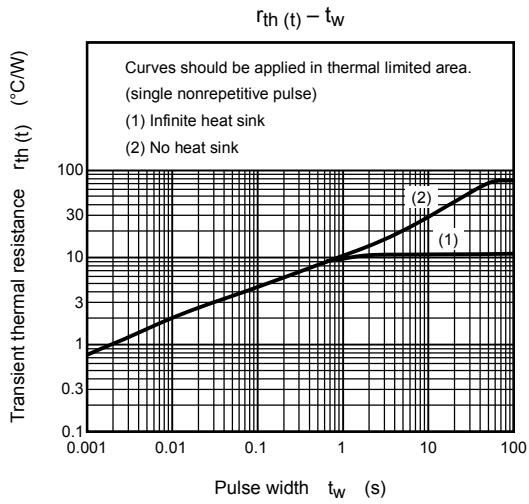 rth (t) – tw
Transient thermal resistance rth (t) (°C/W)
Curves should be applied in thermal limited area.
(single nonrepetitive pulse)
(1) Infinite heat sink
(2) No heat sink
100
30
10
3
1
0.3
0.1
(2)
(1)
0.001
0.01
0.1
1
10
100
Pulse width tw (s)